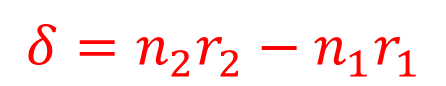 δ = n₂r₂ − n₁r₁